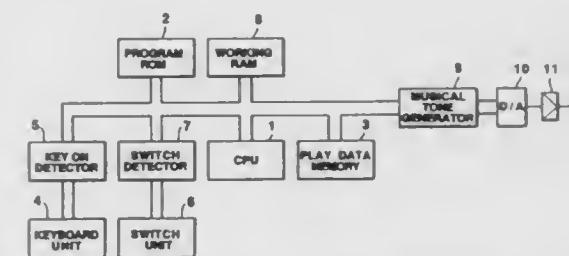 2
8
PROGRAM
ROM
WORKING
RAM
9
10
11
MUSICAL
TONE
GENERATOR
D/A
5
7
1
3
KEY ON
DETECTOR
SWITCH
DETECTOR
CPU
PLAY DATA
MEMORY
4
6
KEYBOARD
UNIT
SWITCH
UNIT